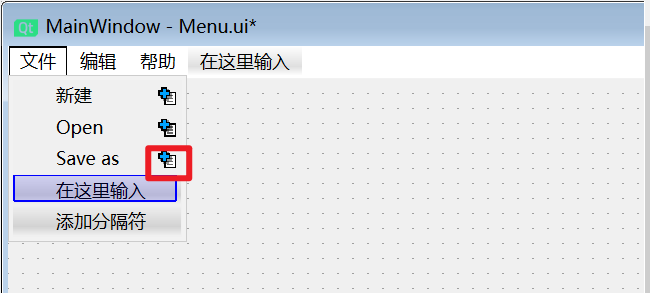 Qt MainWindow - Menu.ui*
文件 编辑 帮助 在这里输入
新建
Open
Save as
在这里输入
添加分隔符